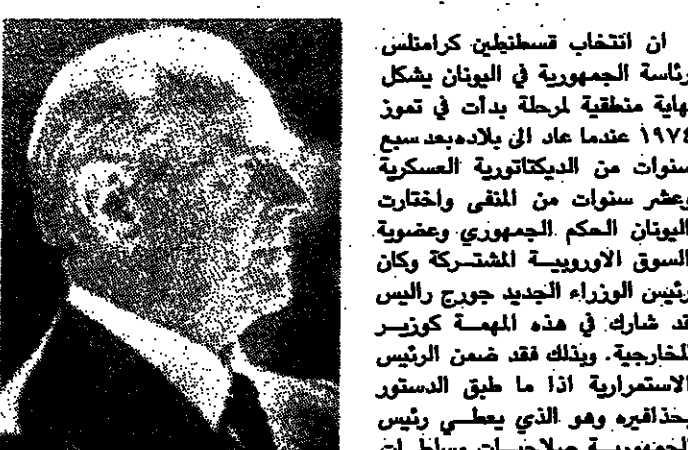 ان انتخاب قسطنطين كرامنلس
رئاسة الجمهورية في اليونان يشكل
نهاية منطقية لمرحلة بدأت في تموز
١٩٧٤ عندما عاد الى بلاده بعد سبع
سنوات من الديكتاتورية العسكرية
وعشر سنوات من المنفى واختارت
اليونان الحكم الجمهوري وعضوية
السوق الاوروبيــة المشتــركة وكان
رئيس الوزراء الجديد جورج راليس
قد شارك في هذه المهمــة كوزيــر
للخارجية. وبذلك فقد ضمن الرئيس
الاستمرارية اذا ما طبق الدستور
بحذافيره وهو الذي يعطــي رئيس
الجمهوريــة صلاحيــات وسلطــات